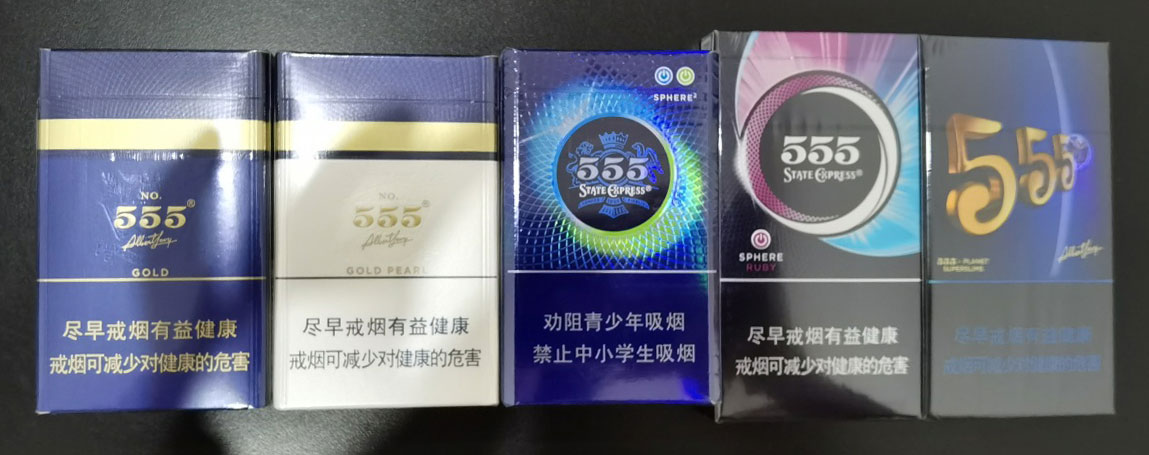 NO.
555®
GOLD
尽早戒烟有益健康
戒烟可减少对健康的危害
NO.
555®
GOLD PEARL
尽早戒烟有益健康
戒烟可减少对健康的危害
SPHERE²
555
STATE EXPRESS®
劝阻青少年吸烟
禁止中小学生吸烟
555
STATE EXPRESS®
SPHERE
RUBY
尽早戒烟有益健康
戒烟可减少对健康的危害
555
555 - PLANET
SUPERSLIMS
尽早戒烟有益健康
戒烟可减少对健康的危害